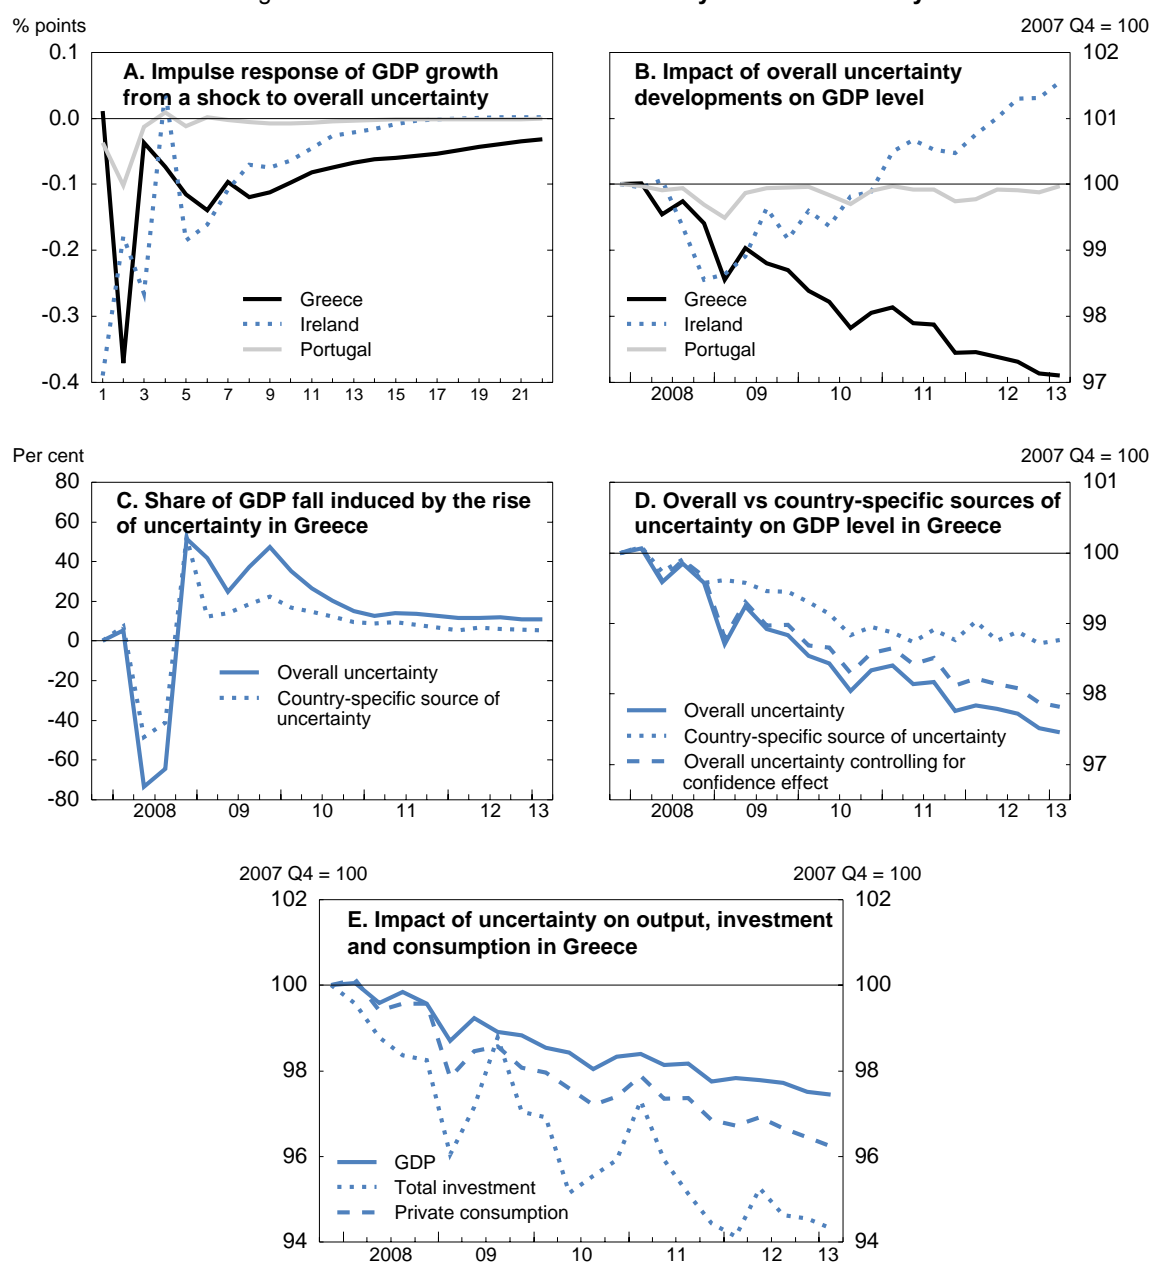 % points
2007 Q4 = 100
A. Impulse response of GDP growth
from a shock to overall uncertainty
0.1
0.0
-0.1
-0.2
-0.3
-0.4
Greece
Ireland
Portugal
1 3 5 7 9 11 13 15 17 19 21
B. Impact of overall uncertainty
developments on GDP level
102
101
100
99
98
97
Greece
Ireland
Portugal
2008 09 10 11 12 13
Per cent
2007 Q4 = 100
C. Share of GDP fall induced by the rise
of uncertainty in Greece
80
60
40
20
0
-20
-40
-60
-80
Overall uncertainty
Country-specific source of
uncertainty
2008 09 10 11 12 13
D. Overall vs country-specific sources of
uncertainty on GDP level in Greece
101
100
99
98
97
Overall uncertainty
Country-specific source of uncertainty
Overall uncertainty controlling for
confidence effect
2008 09 10 11 12 13
2007 Q4 = 100
2007 Q4 = 100
E. Impact of uncertainty on output, investment
and consumption in Greece
102 102
100 100
98 98
96 96
94 94
GDP
Total investment
Private consumption
2008 09 10 11 12 13